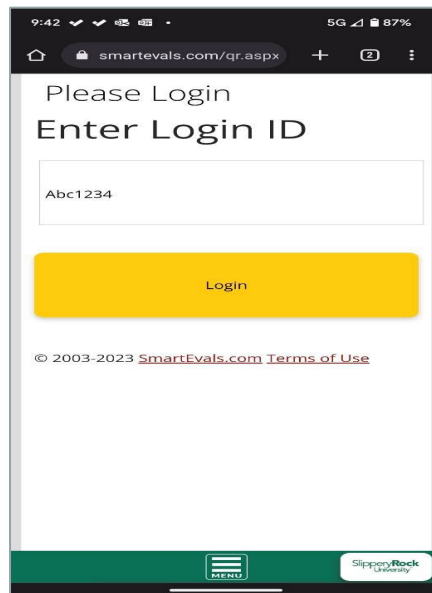 9:42
5G 87%
smartevals.com/qr.aspx + 2
Please Login
Enter Login ID
Abc1234
Login
© 2003-2023 SmartEvals.com Terms of Use
MENU
SlipperyRock
University